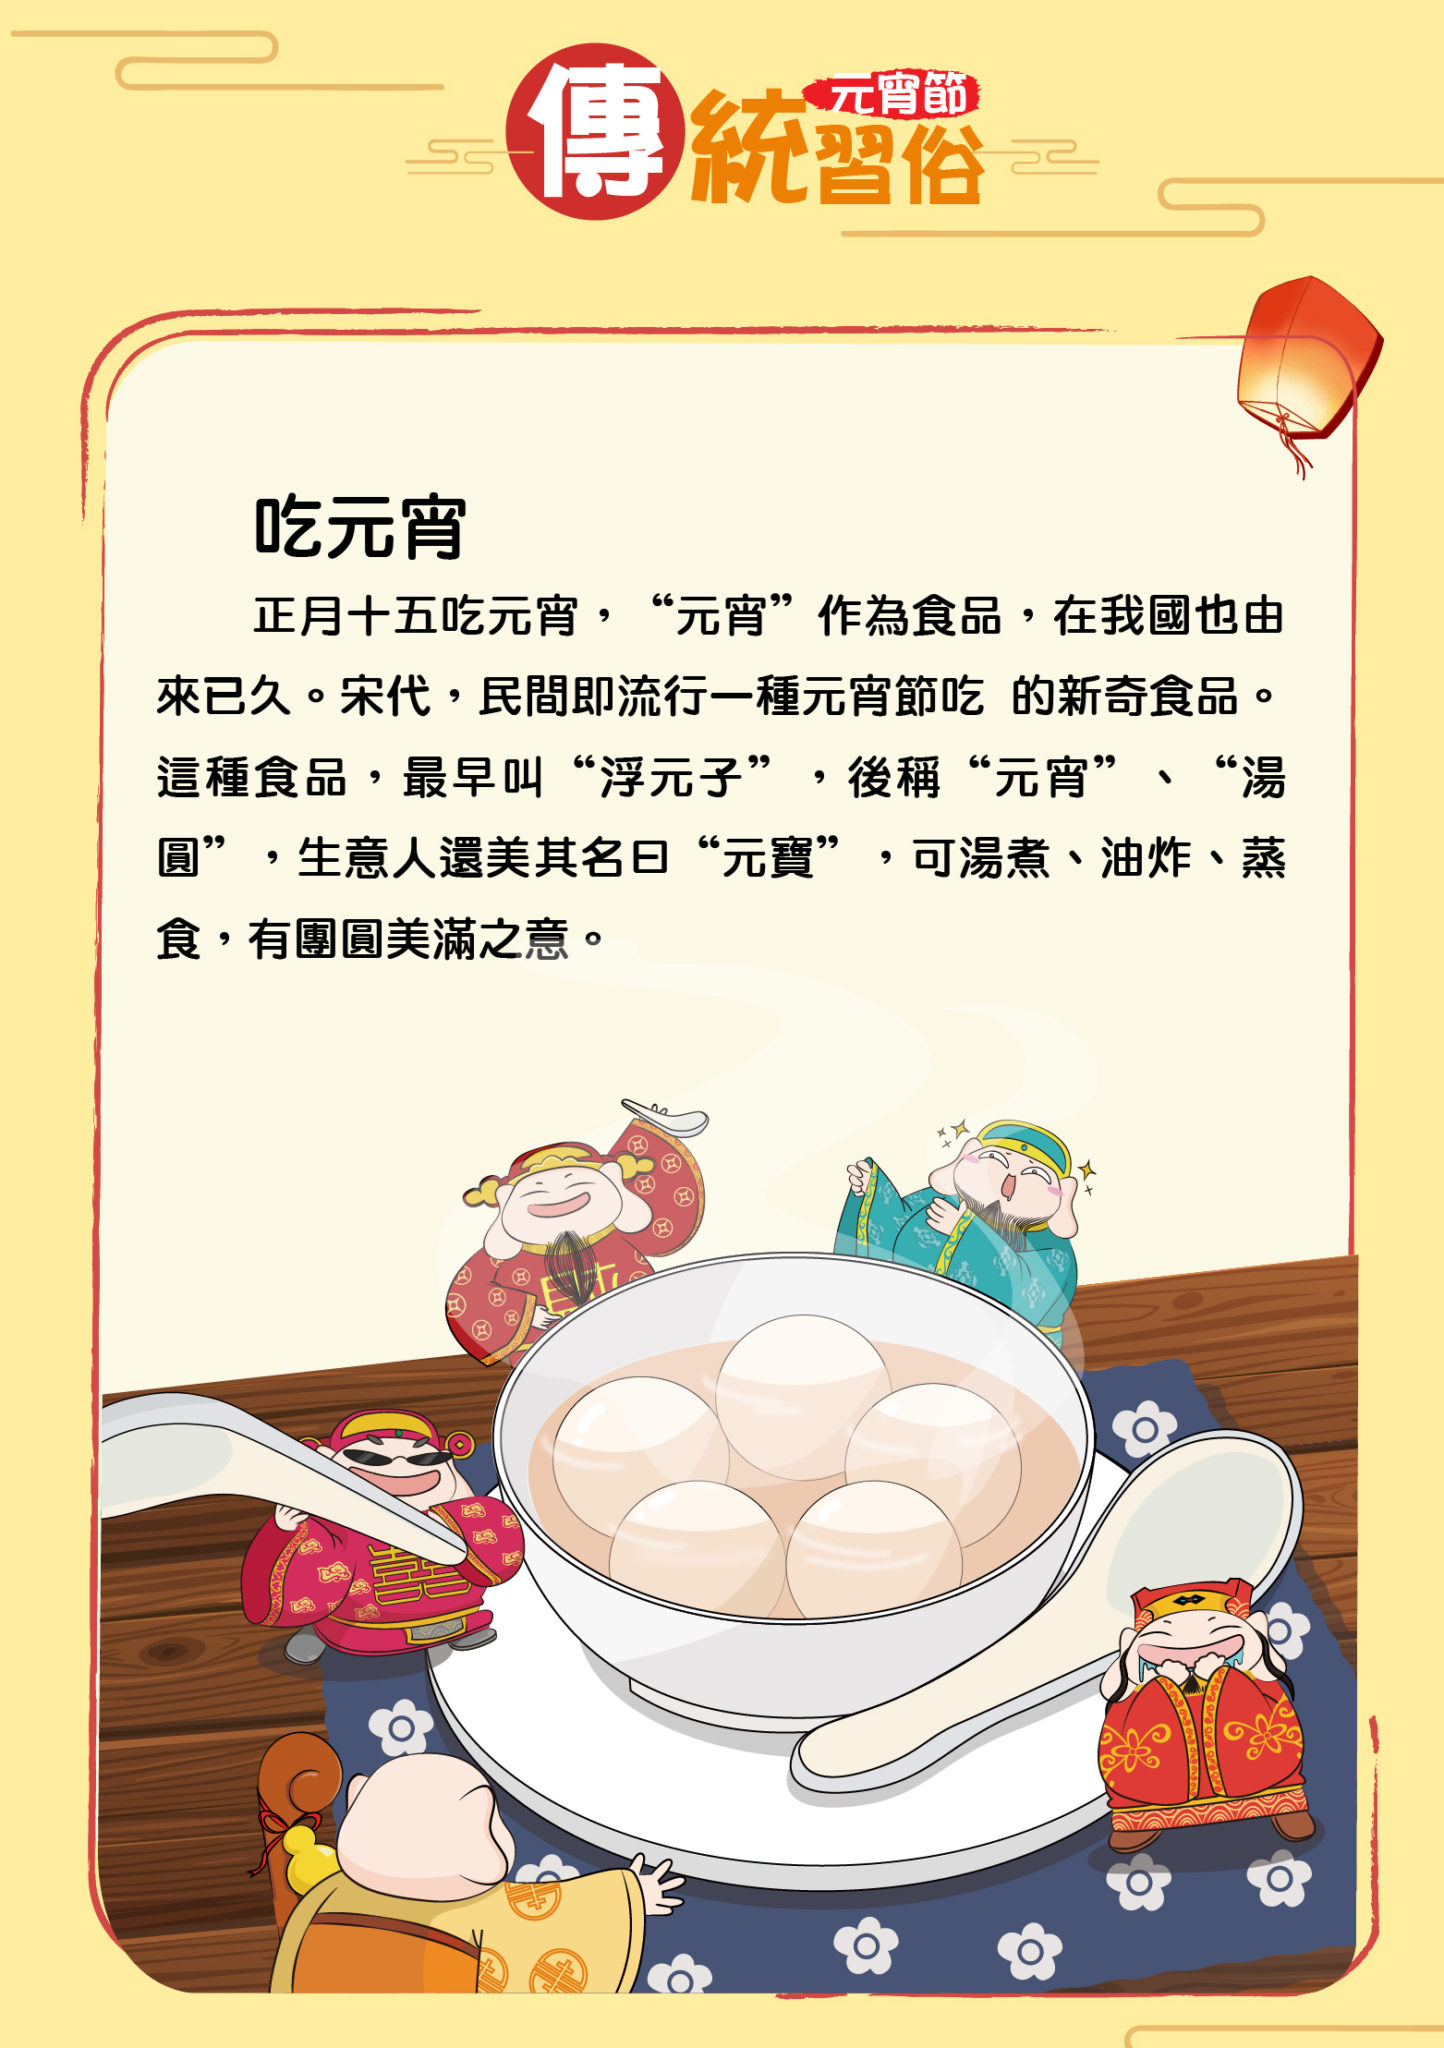 傳統習俗
元宵節
吃元宵
正月十五吃元宵，“元宵”作為食品，在我國也由
來已久。宋代，民間即流行一種元宵節吃 的新奇食品。
這種食品，最早叫“浮元子”，後稱“元宵”、“湯
圓”，生意人還美其名曰“元寶”，可湯煮、油炸、蒸
食，有團圓美滿之意。
囍